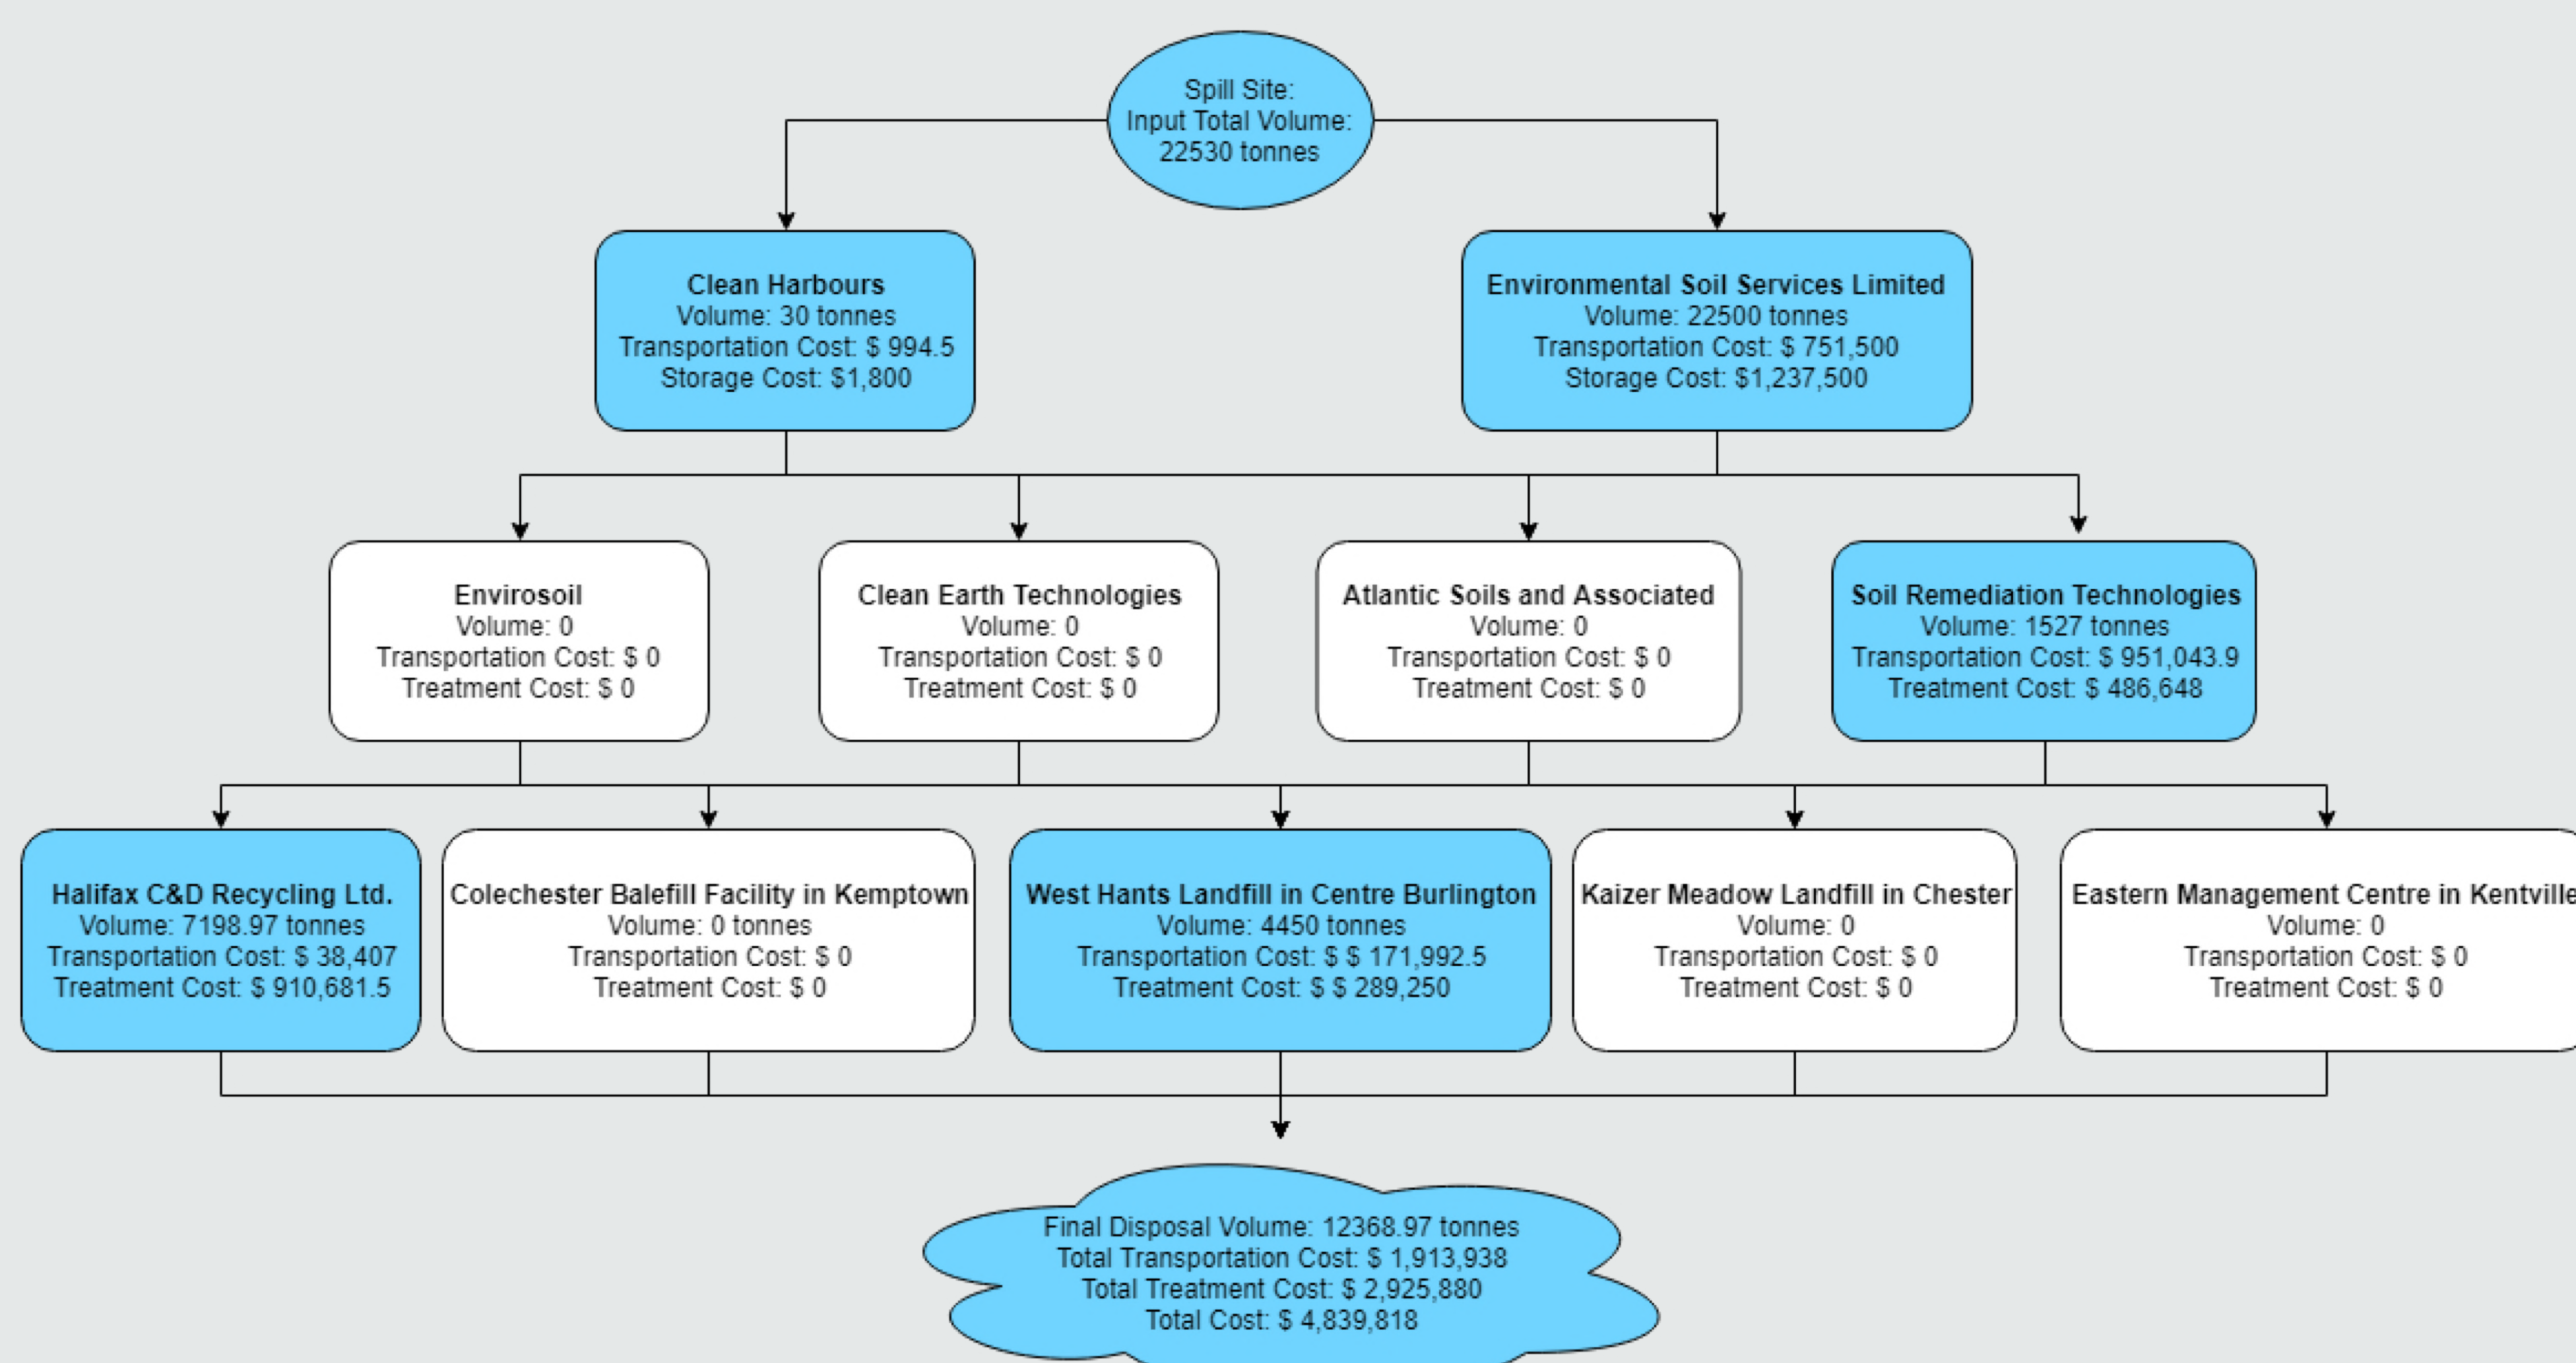 Spill Site:
Input Total Volume:
22530 tonnes
Clean Harbours
Volume: 30 tonnes
Transportation Cost: $ 994.5
Storage Cost: $1,800
Environmental Soil Services Limited
Volume: 22500 tonnes
Transportation Cost: $ 751,500
Storage Cost: $1,237,500
Envirosoil
Volume: 0
Transportation Cost: $ 0
Treatment Cost: $ 0
Clean Earth Technologies
Volume: 0
Transportation Cost: $ 0
Treatment Cost: $ 0
Atlantic Soils and Associated
Volume: 0
Transportation Cost: $ 0
Treatment Cost: $ 0
Soil Remediation Technologies
Volume: 1527 tonnes
Transportation Cost: $ 951,043.9
Treatment Cost: $ 486,648
Halifax C&D Recycling Ltd.
Volume: 7198.97 tonnes
Transportation Cost: $ 38,407
Treatment Cost: $ 910,681.5
Colechester Balefill Facility in Kemptown
Volume: 0 tonnes
Transportation Cost: $ 0
Treatment Cost: $ 0
West Hants Landfill in Centre Burlington
Volume: 4450 tonnes
Transportation Cost: $ $ 171,992.5
Treatment Cost: $ $ 289,250
Kaizer Meadow Landfill in Chester
Volume: 0
Transportation Cost: $ 0
Treatment Cost: $ 0
Eastern Management Centre in Kentville
Volume: 0
Transportation Cost: $ 0
Treatment Cost: $ 0
Final Disposal Volume: 12368.97 tonnes
Total Transportation Cost: $ 1,913,938
Total Treatment Cost: $ 2,925,880
Total Cost: $ 4,839,818